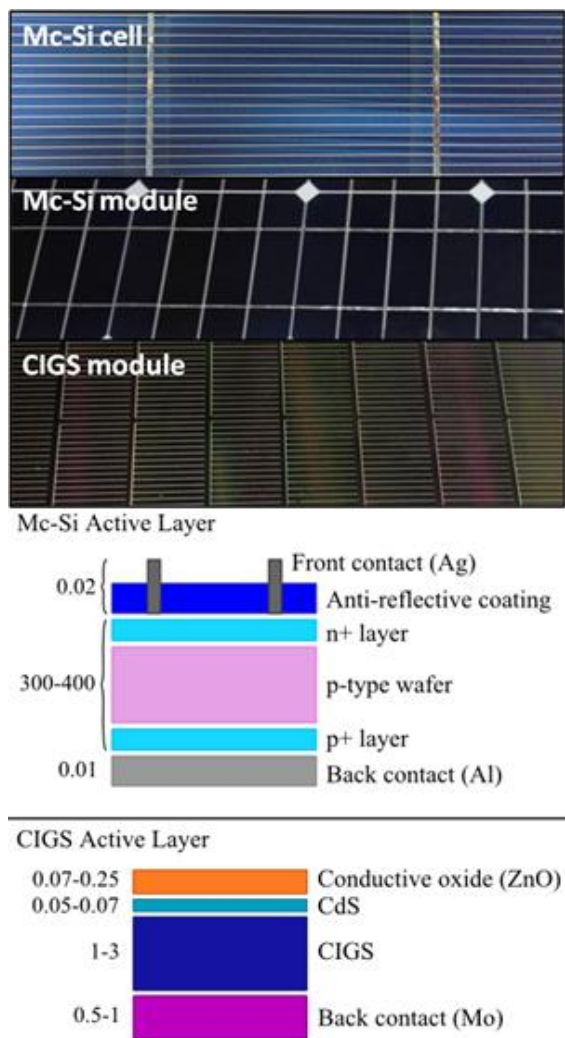 Mc-Si cell
Mc-Si module
CIGS module
Mc-Si Active Layer
Front contact (Ag)
0.02
Anti-reflective coating
n+ layer
300-400
p-type wafer
p+ layer
0.01
Back contact (Al)
CIGS Active Layer
0.07-0.25
Conductive oxide (ZnO)
0.05-0.07
CdS
1-3
CIGS
0.5-1
Back contact (Mo)